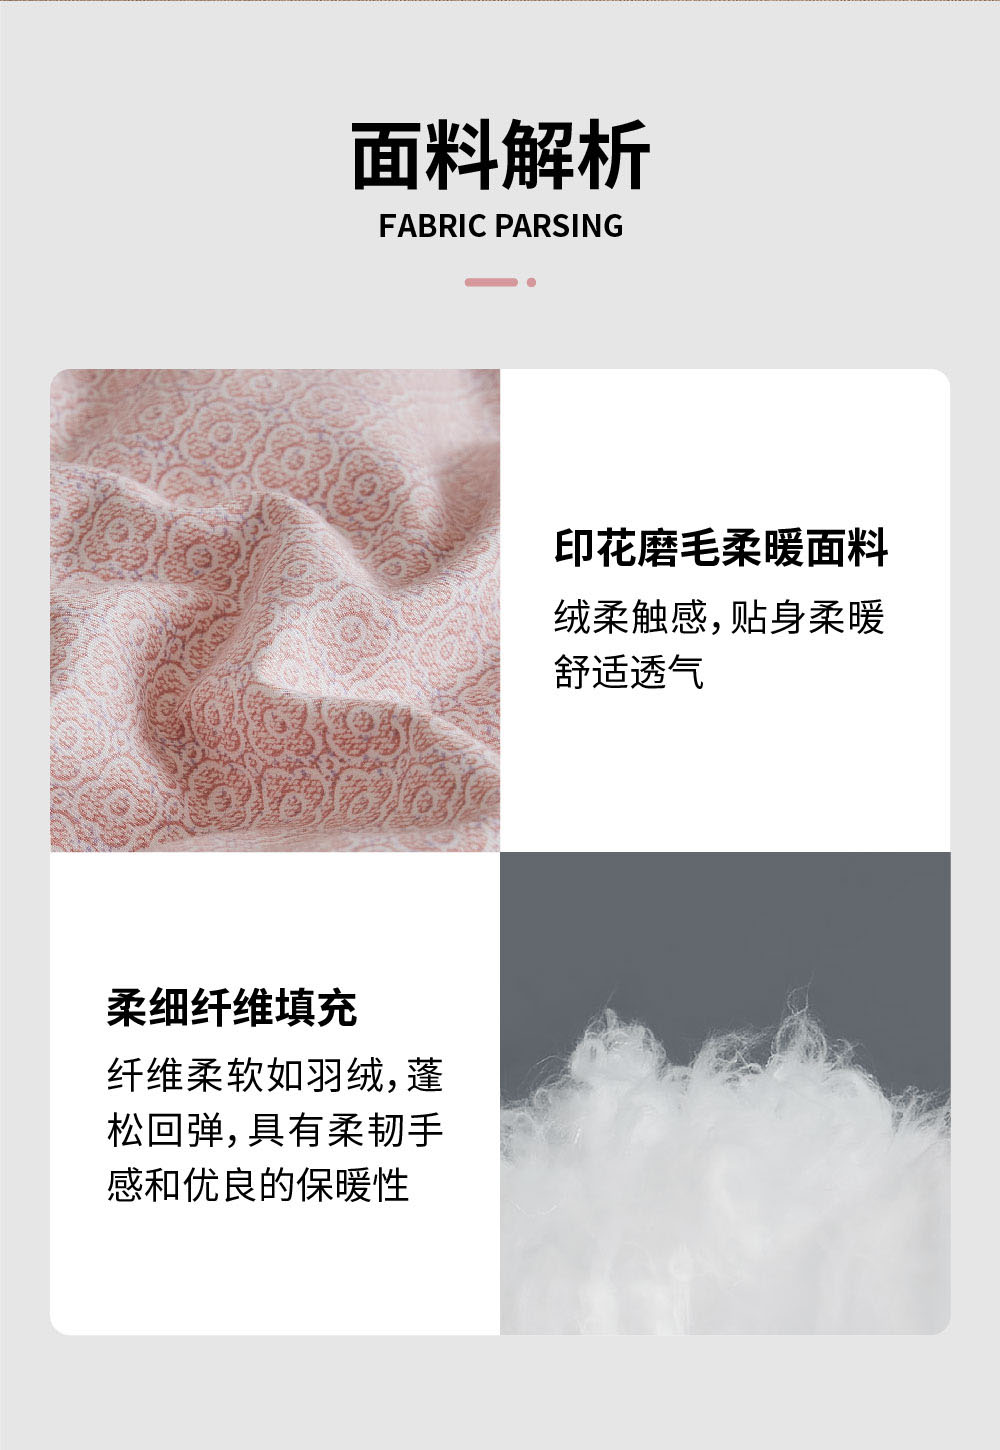 面料解析
FABRIC PARSING
印花磨毛柔暖面料
绒柔触感，贴身柔暖
舒适透气
柔细纤维填充
纤维柔软如羽绒，蓬
松回弹，具有柔韧手
感和优良的保暖性